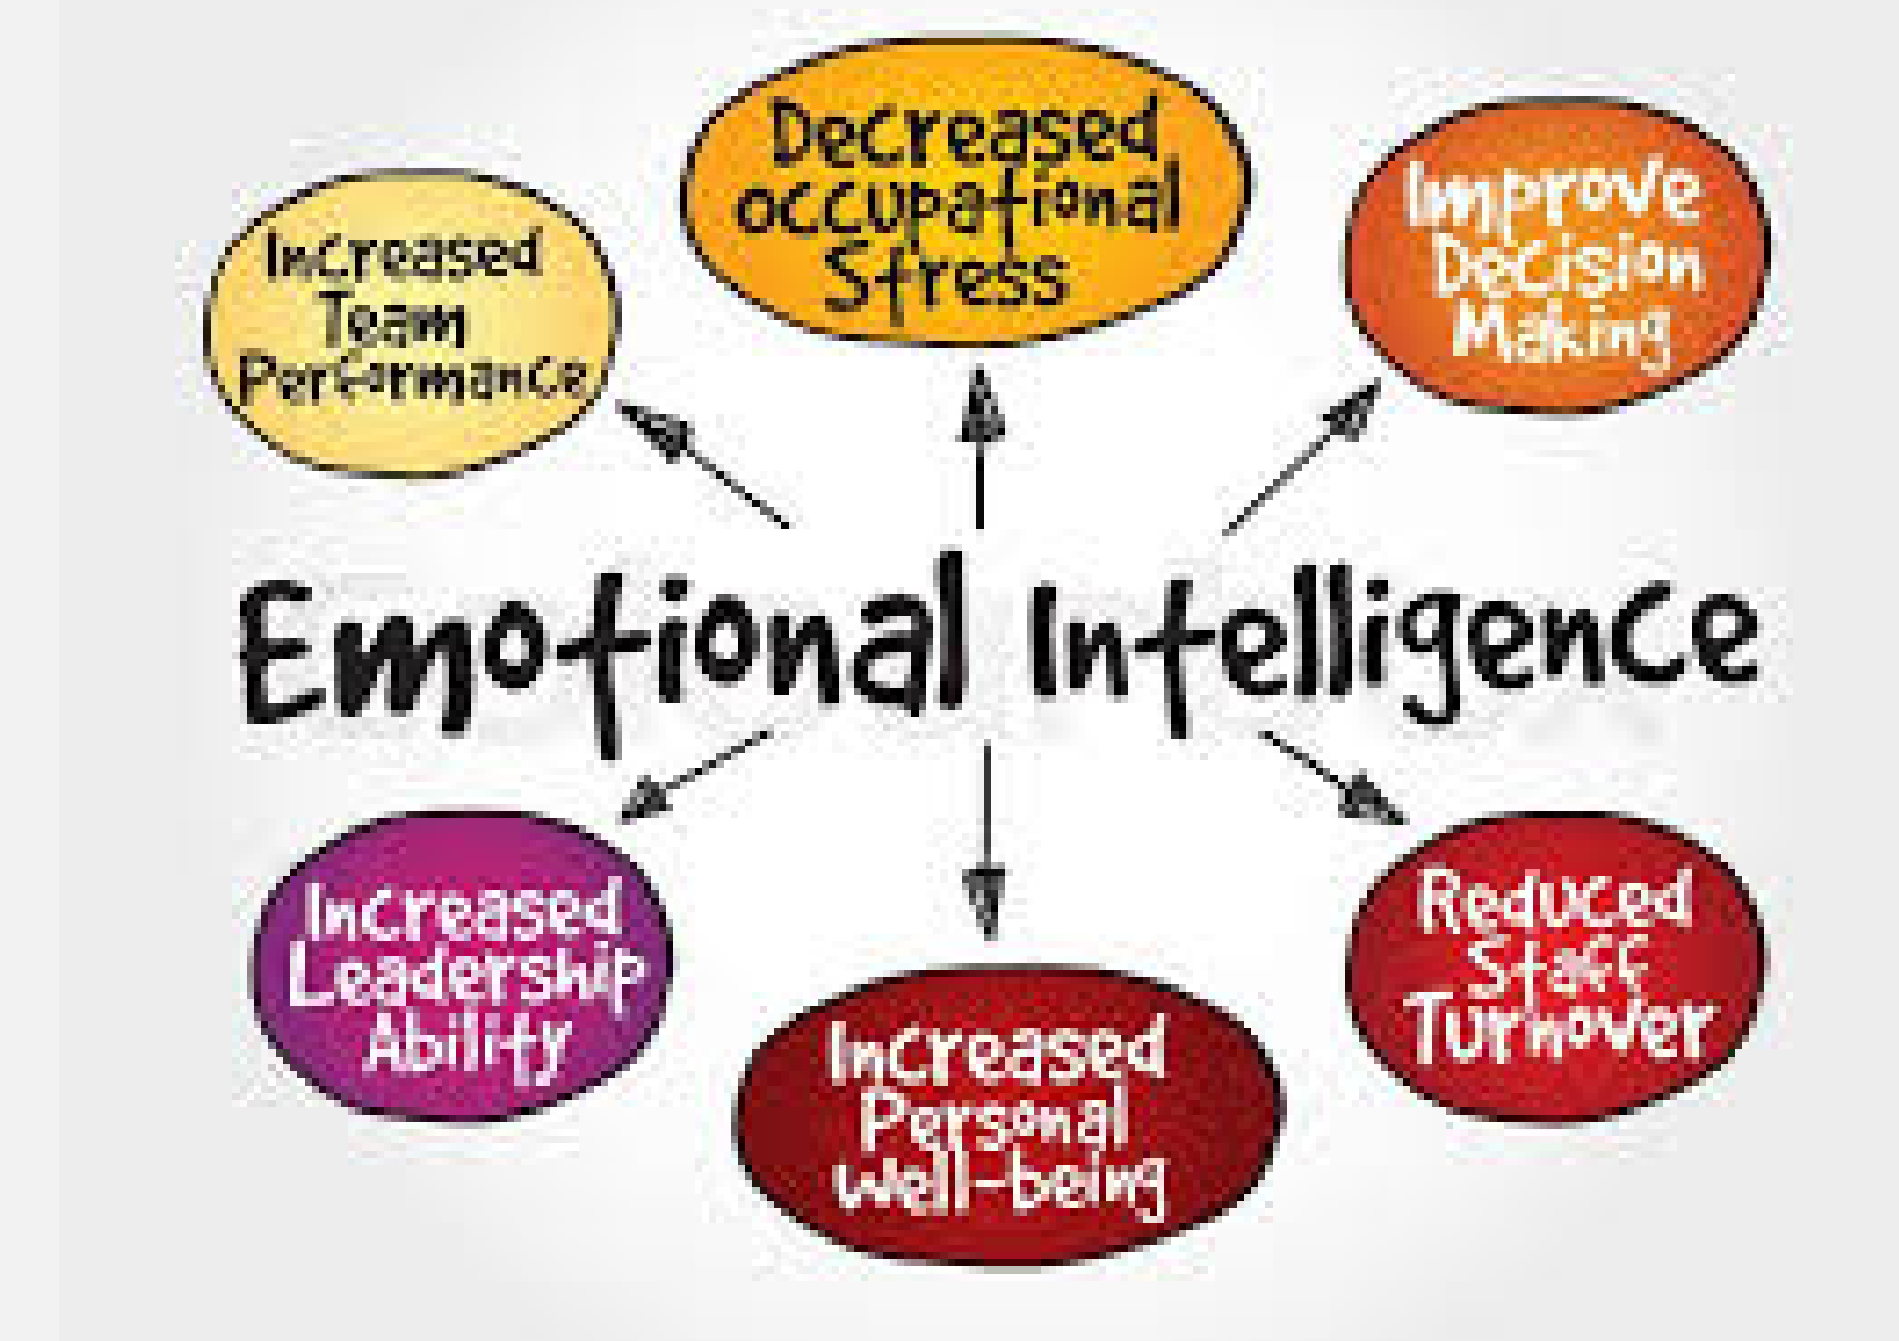 Increased
Team
Performance
Decreased
occupational
Stress
Improve
Decision
Making
Emotional Intelligence
Increased
Leadership
Ability
Increased
Personal
well-being
Reduced
Staff
Turnover